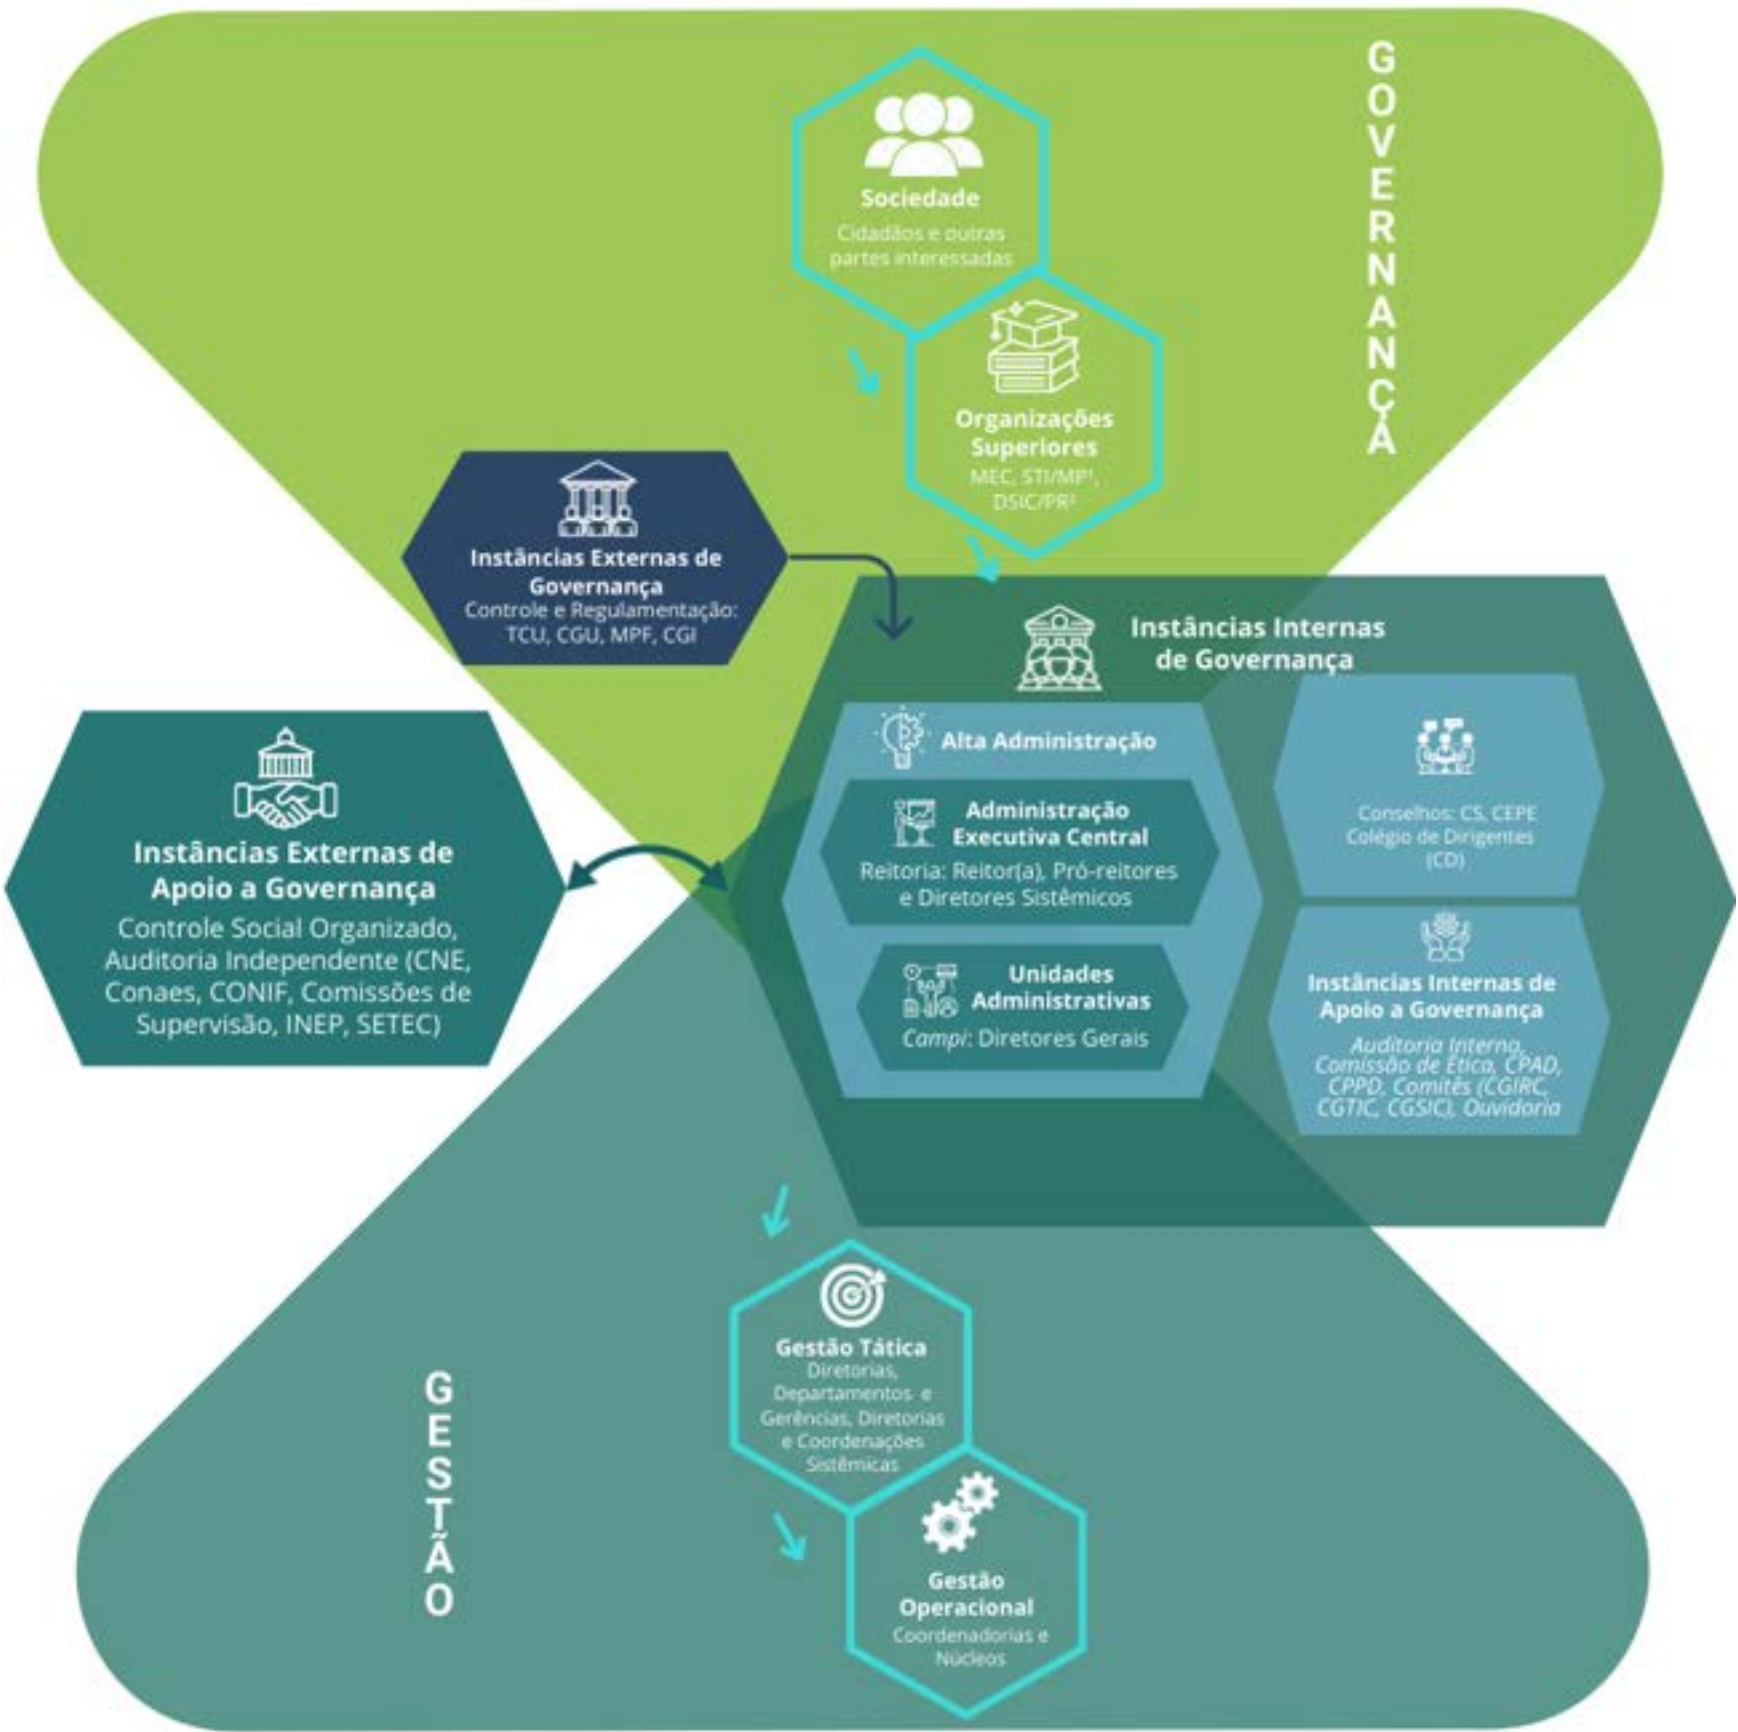 G
O
V
E
R
N
A
N
Ç
A
Sociedade
Cidadãos e outras
partes interessadas
Organizações
Superiores
MEC, STI/MP¹,
DSIC/PR²
Instâncias Externas de
Governança
Controle e Regulamentação:
TCU, CGU, MPF, CGI
Instâncias Internas
de Governança
Alta Administração
Administração
Executiva Central
Reitoria: Reitor(a), Pró-reitores
e Diretores Sistêmicos
Unidades
Administrativas
Campi: Diretores Gerais
Conselhos: CS, CEPE
Colégio de Dirigentes
(CD)
Instâncias Internas de
Apoio a Governança
Auditoria Interna,
Comissão de Ética, CPAD,
CPPD, Comitês (CGIRC,
CGTIC, CGSIC), Ouvidoria
Instâncias Externas de
Apoio a Governança
Controle Social Organizado,
Auditoria Independente (CNE,
Conaes, CONIF, Comissões de
Supervisão, INEP, SETEC)
G
E
S
T
Ã
O
Gestão Tática
Diretorias,
Departamentos e
Gerências, Diretorias
e Coordenações
Sistêmicas
Gestão
Operacional
Coordenadorias e
Núcleos